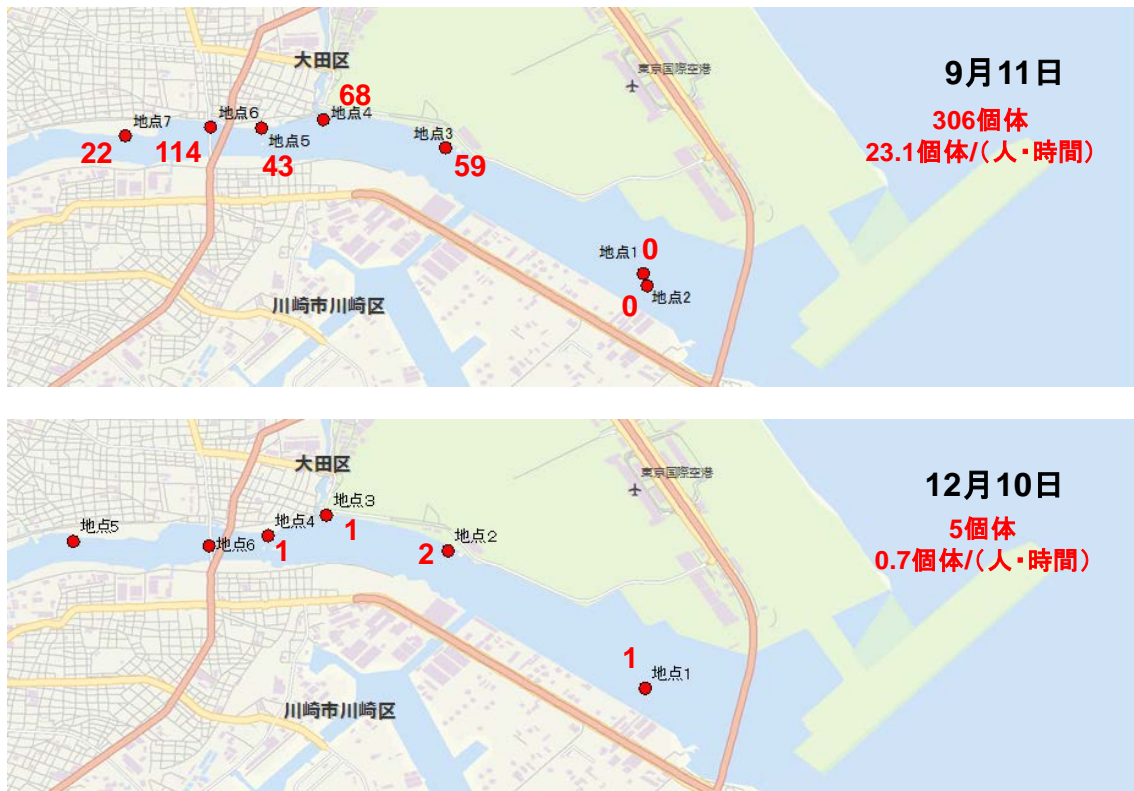 大田区
東京国際空港
9月11日
68
306個体
地点7
地点6
地点4
地点3
地点5
22
114
43
59
23.1個体/(人・時間)
地点1
0
0
地点2
川崎市川崎区
大田区
東京国際空港
12月10日
地点3
5個体
地点5
地点4
1
地点2
地点6
1
2
0.7個体/(人・時間)
1
地点1
川崎市川崎区